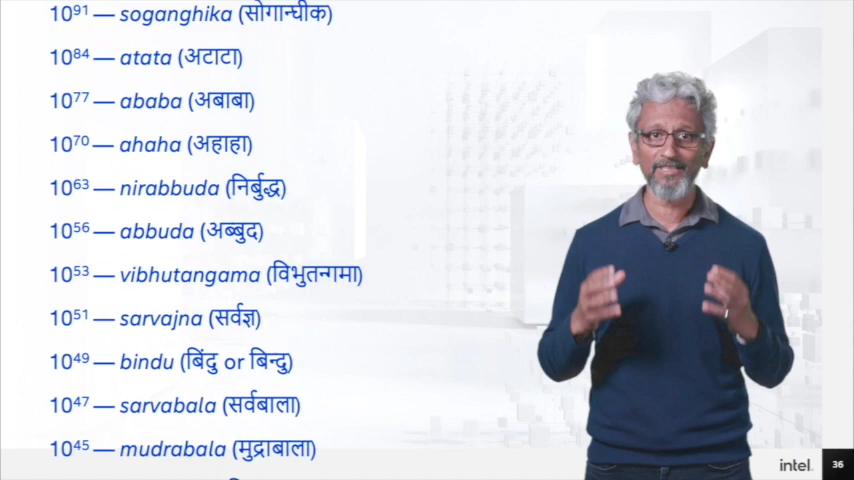 10⁹¹ — soganghika (सोगान्घीक)
10⁸⁴ — atata (अटाटा)
10⁷⁷ — ababa (अबाबा)
10⁷⁰ — ahaha (अहाहा)
10⁶³ — nirabbuda (निर्बुद्ध)
10⁵⁶ — abbuda (अब्बुद)
10⁵³ — vibhutangama (विभुतन्गमा)
10⁵¹ — sarvajna (सर्वज्ञ)
10⁴⁹ — bindu (बिंदु or बिन्दु)
10⁴⁷ — sarvabala (सर्वबाला)
10⁴⁵ — mudrabala (मुद्राबाला)
intel. 36